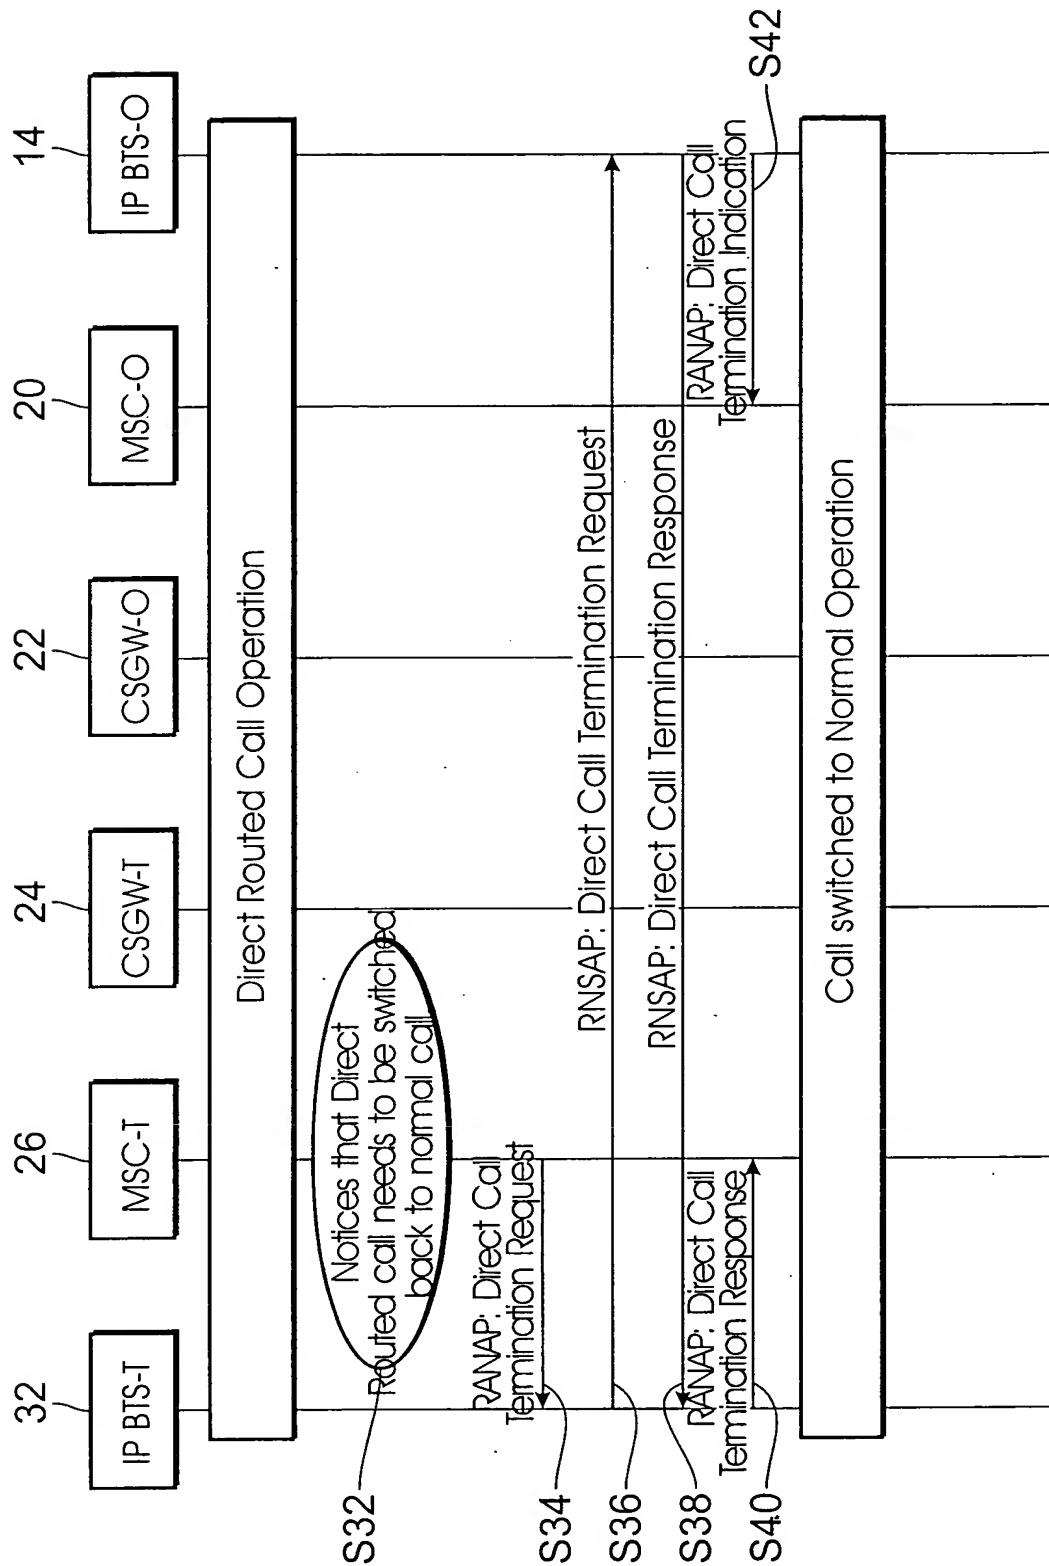 32
26
24
22
20
14
IP BTS-T
MSC-T
CSGW-T
CSGW-O
MSC-O
IP BTS-O
Direct Routed Call Operation
S32
Notices that Direct
Routed call needs to be switched
back to normal call
RANAP: Direct Call
Termination Request
S34
RNSAP: Direct Call Termination Request
S36
RNSAP: Direct Call Termination Response
S38
RANAP: Direct Call
Termination Response
S40
RANAP: Direct Call
Termination Indication
S42
Call switched to Normal Operation